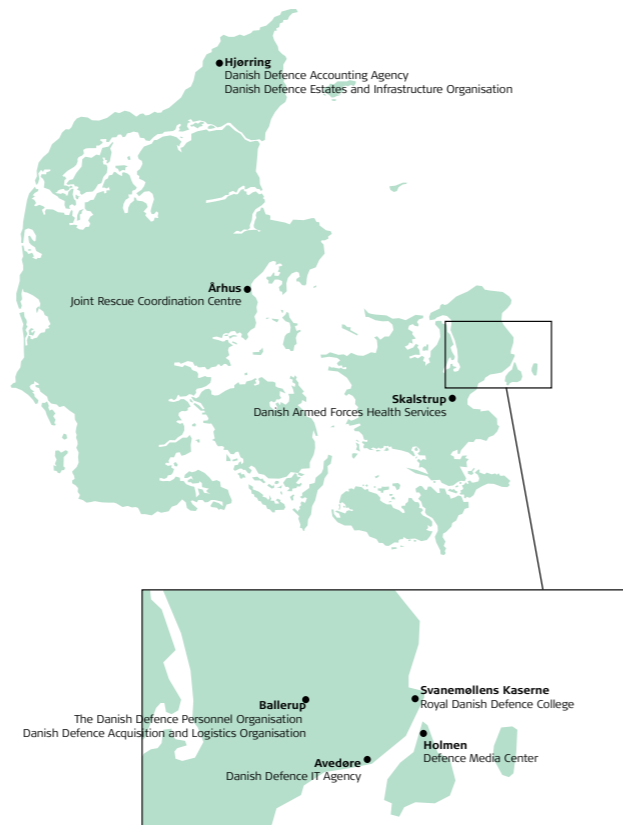 Hjørring
Danish Defence Accounting Agency
Danish Defence Estates and Infrastructure Organisation
Århus
Joint Rescue Coordination Centre
Skalstrup
Danish Armed Forces Health Services
Ballerup
The Danish Defence Personnel Organisation
Danish Defence Acquisition and Logistics Organisation
Avedøre
Danish Defence IT Agency
Svanemøllens Kaserne
Royal Danish Defence College
Holmen
Defence Media Center